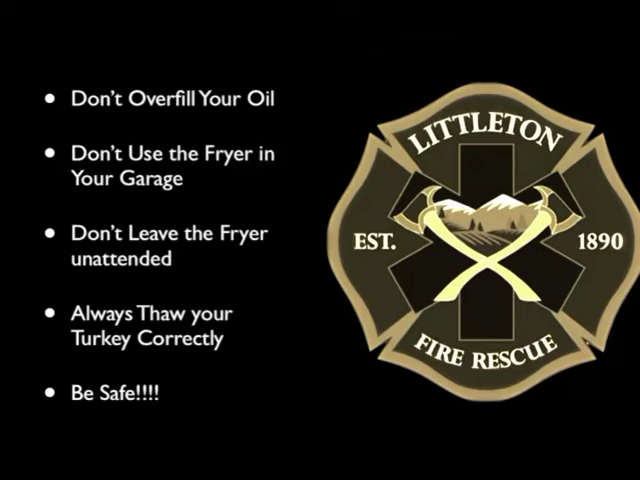 • Don't Overfill Your Oil
• Don't Use the Fryer in
Your Garage
• Don't Leave the Fryer
unattended
• Always Thaw your
Turkey Correctly
• Be Safe!!!!
LITTLETON
EST. 1890
FIRE RESCUE